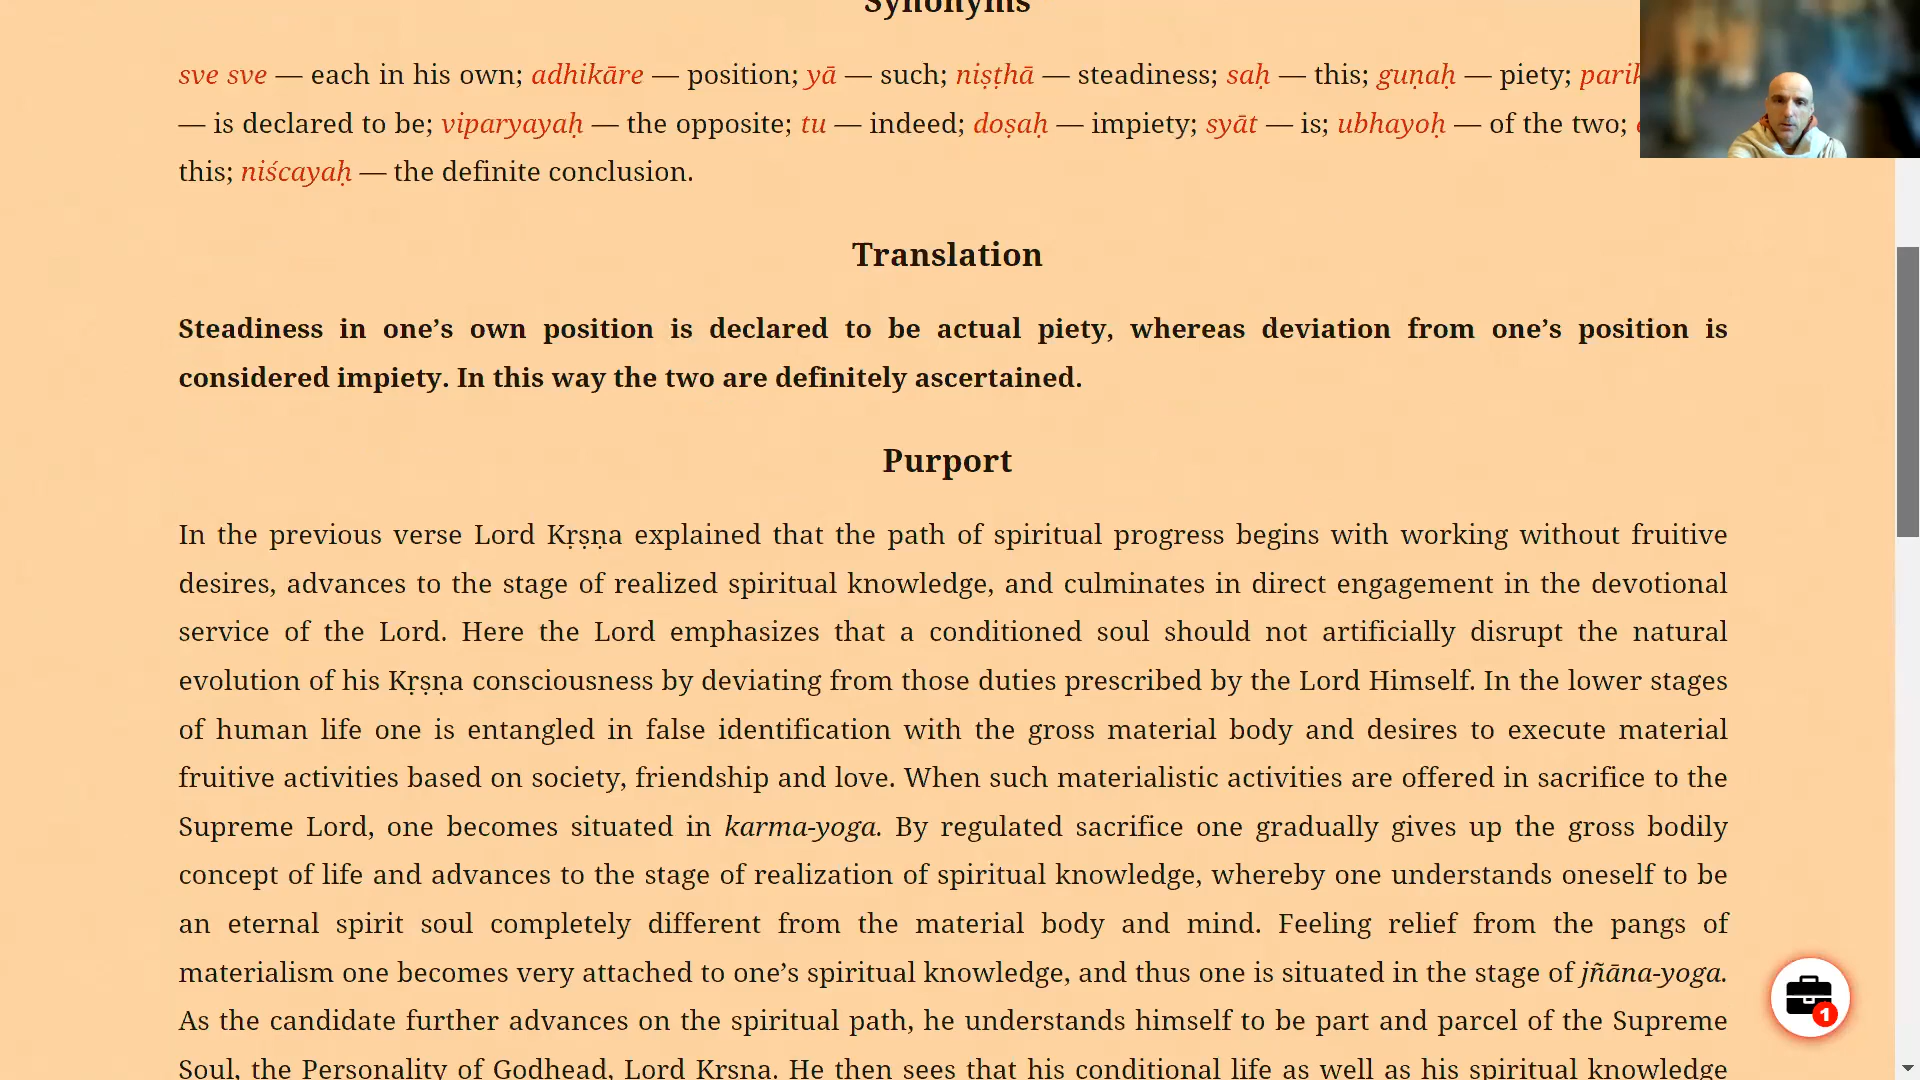 Synonyms
sve sve — each in his own; adhikāre — position; yā — such; niṣṭhā — steadiness; saḥ — this; guṇaḥ — piety;
— is declared to be; viparyayaḥ — the opposite; tu — indeed; doṣaḥ — impiety; syāt — is; ubhayoḥ — of the two;
this; niścayaḥ — the definite conclusion.
Translation
Steadiness in one’s own position is declared to be actual piety, whereas deviation from one’s position is
considered impiety. In this way the two are definitely ascertained.
Purport
In the previous verse Lord Kṛṣṇa explained that the path of spiritual progress begins with working without fruitive
desires, advances to the stage of realized spiritual knowledge, and culminates in direct engagement in the devotional
service of the Lord. Here the Lord emphasizes that a conditioned soul should not artificially disrupt the natural
evolution of his Kṛṣṇa consciousness by deviating from those duties prescribed by the Lord Himself. In the lower stages
of human life one is entangled in false identification with the gross material body and desires to execute material
fruitive activities based on society, friendship and love. When such materialistic activities are offered in sacrifice to the
Supreme Lord, one becomes situated in karma-yoga. By regulated sacrifice one gradually gives up the gross bodily
concept of life and advances to the stage of realization of spiritual knowledge, whereby one understands oneself to be
an eternal spirit soul completely different from the material body and mind. Feeling relief from the pangs of
materialism one becomes very attached to one’s spiritual knowledge, and thus one is situated in the stage of jñāna-yoga.
As the candidate further advances on the spiritual path, he understands himself to be part and parcel of the Supreme
Soul, the Personality of Godhead, Lord Kṛṣṇa. He then sees that his conditional life as well as his spiritual knowledge
1